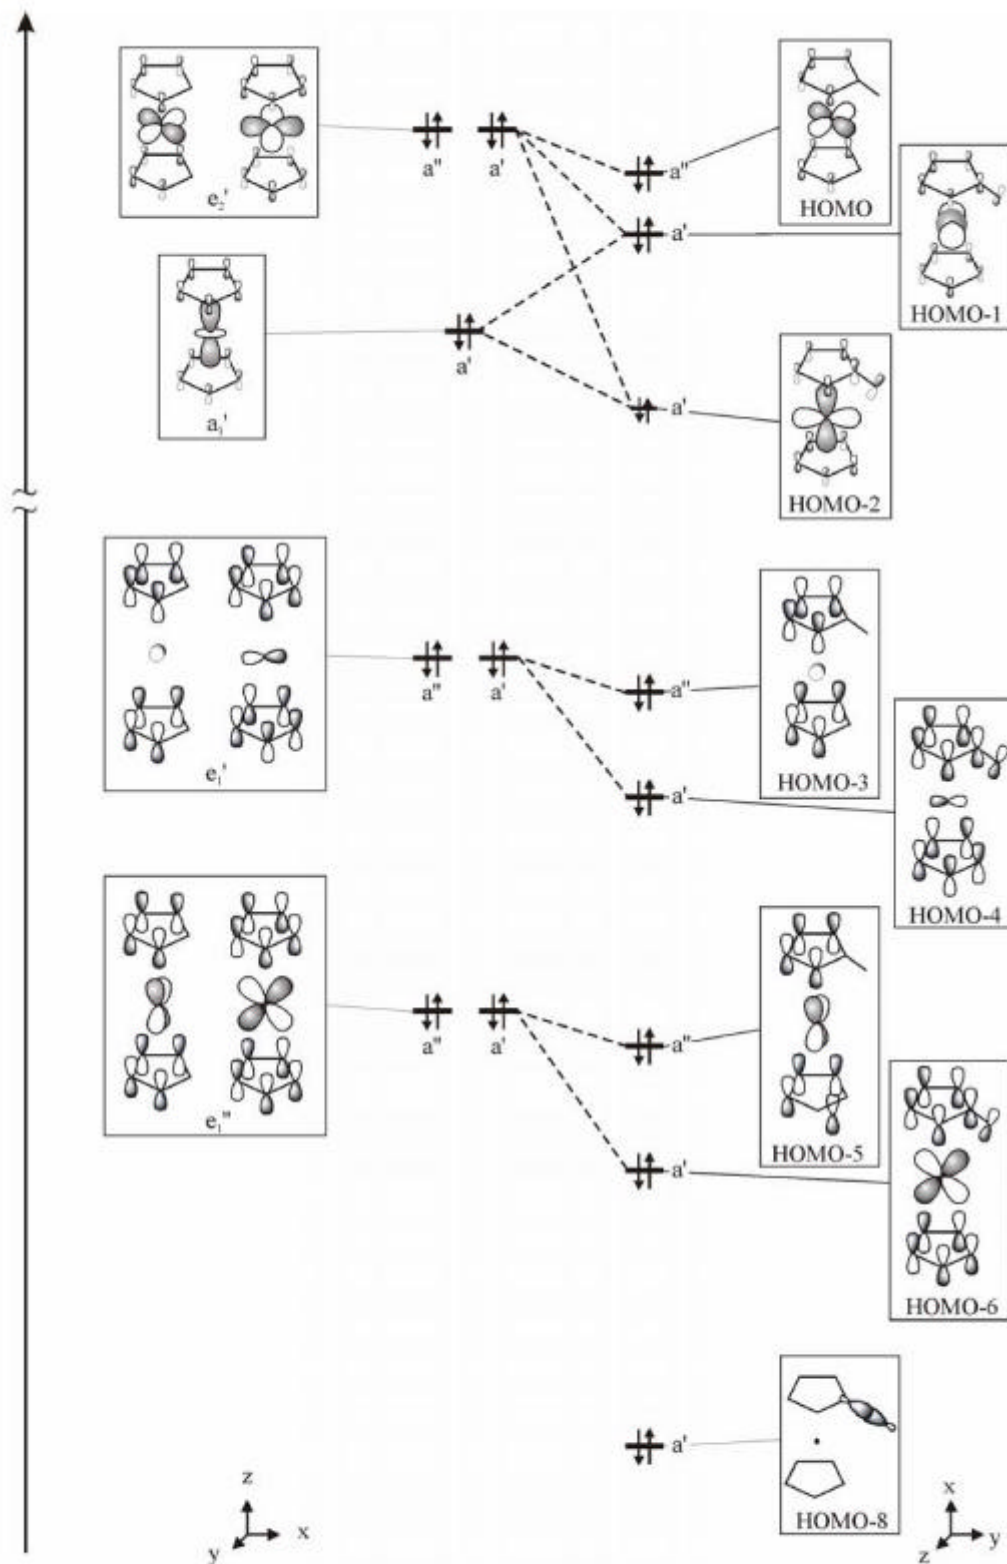 e₂'
a"
a'
a"
HOMO
a'
HOMO-1
a₁'
a'
a'
HOMO-2
e₁'
a"
a'
a"
HOMO-3
a'
HOMO-4
e₁"
a"
a'
a"
HOMO-5
a'
HOMO-6
a'
HOMO-8
z
x
y
x
y
z